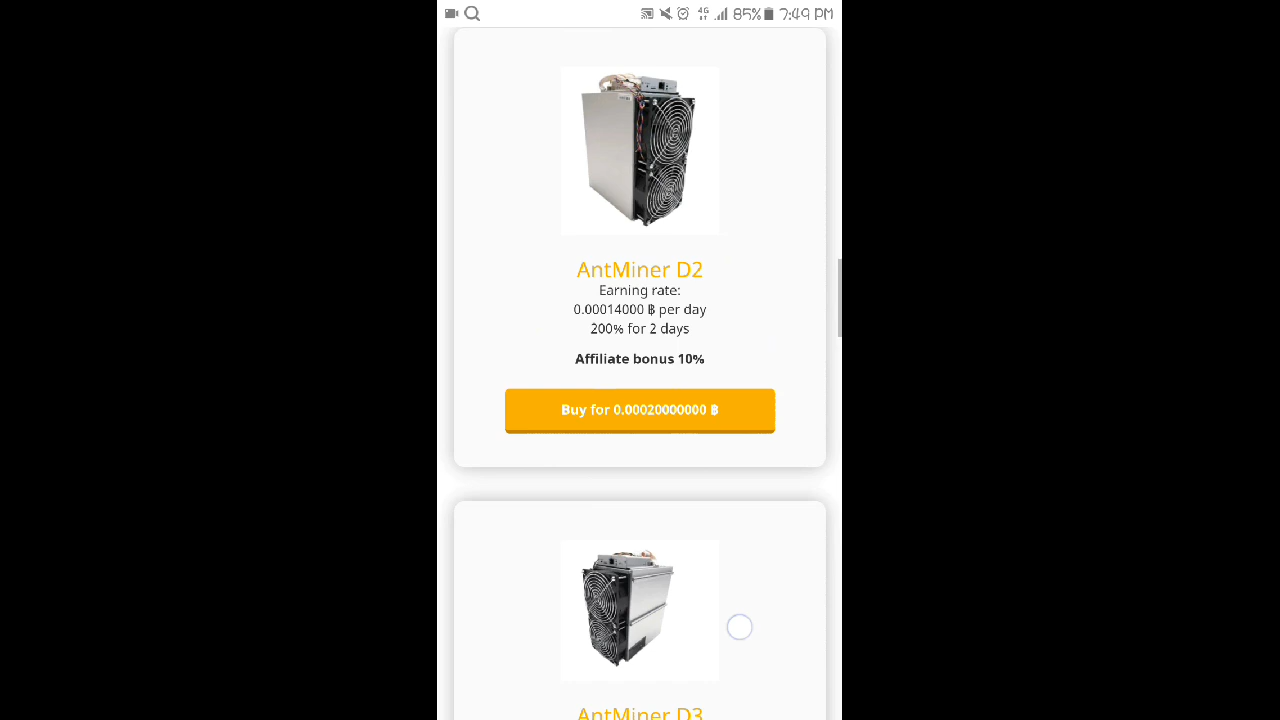 4G
85% 7:49 PM
AntMiner D2
Earning rate:
0.00014000 ฿ per day
200% for 2 days
Affiliate bonus 10%
Buy for 0.00020000000 ฿
AntMiner D3